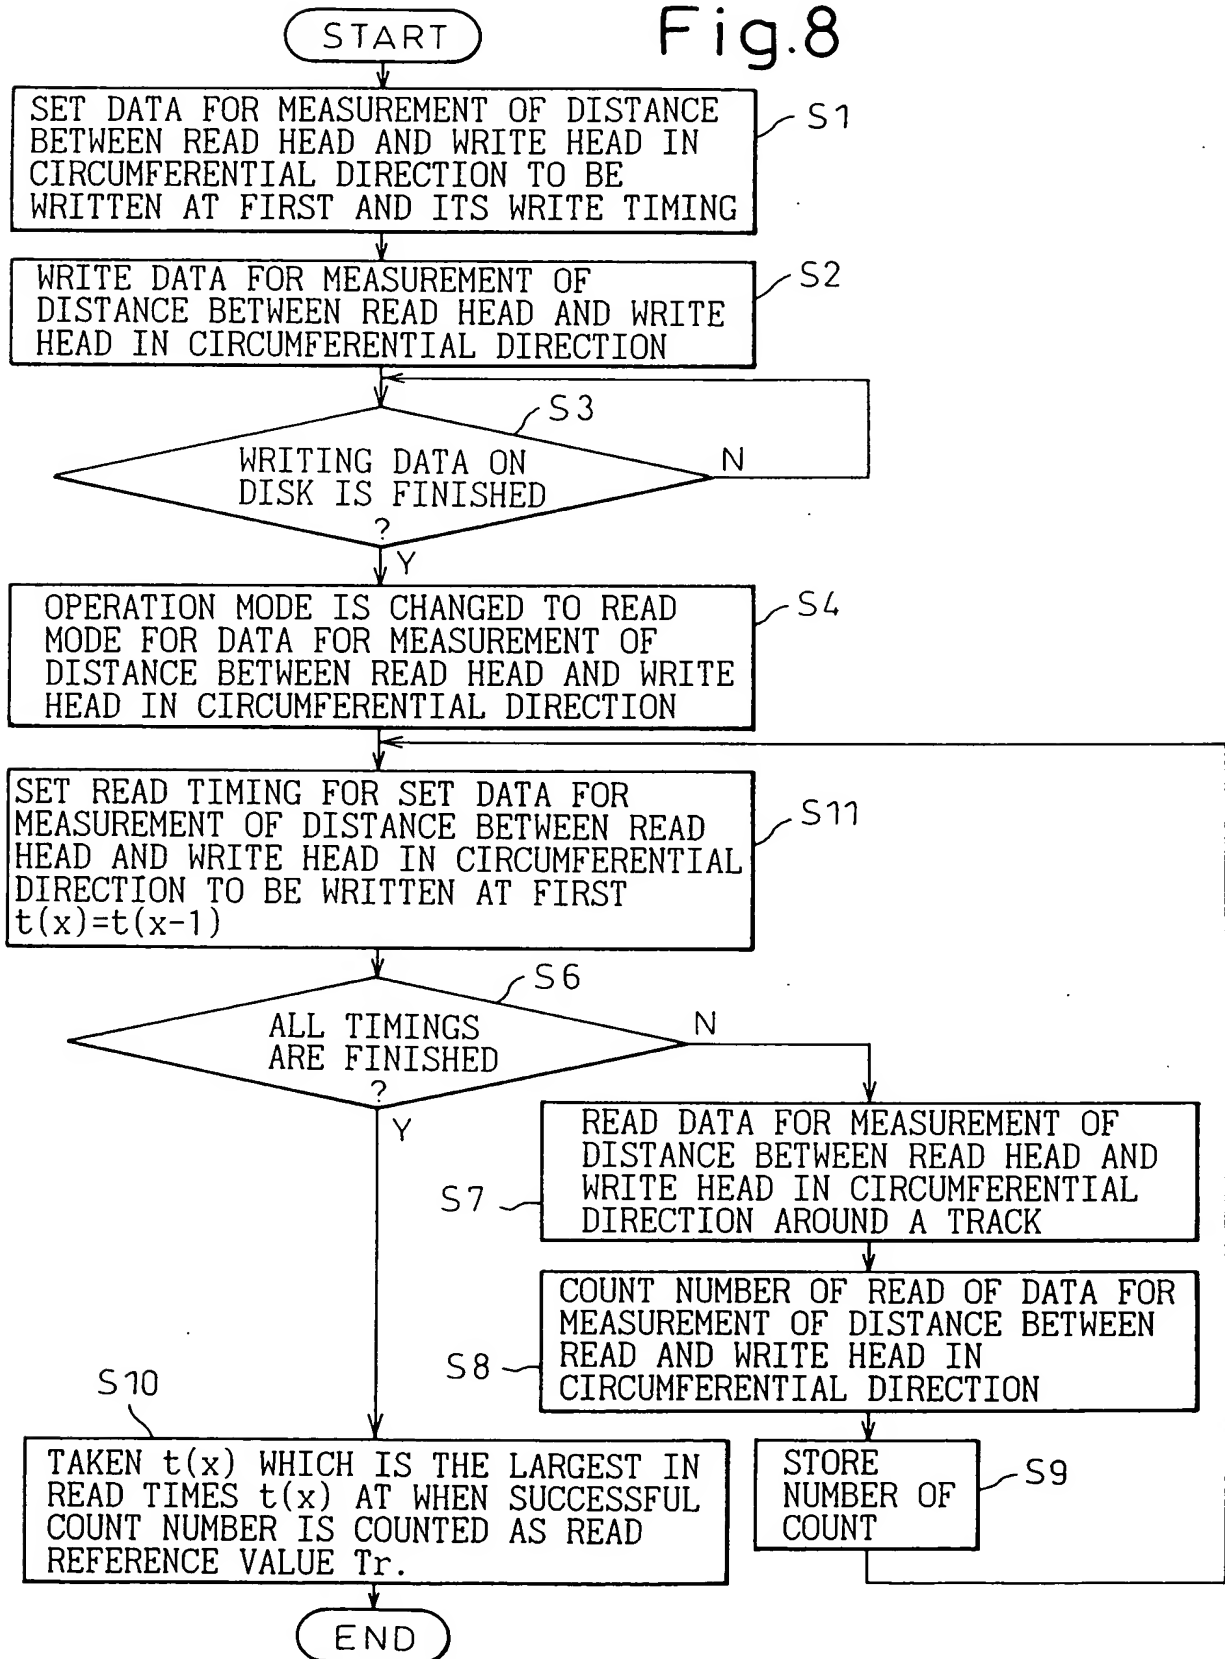 Fig.8
START
SET DATA FOR MEASUREMENT OF DISTANCE
BETWEEN READ HEAD AND WRITE HEAD IN
CIRCUMFERENTIAL DIRECTION TO BE
WRITTEN AT FIRST AND ITS WRITE TIMING
S1
WRITE DATA FOR MEASUREMENT OF
DISTANCE BETWEEN READ HEAD AND WRITE
HEAD IN CIRCUMFERENTIAL DIRECTION
S2
S3
WRITING DATA ON
DISK IS FINISHED
?
N
Y
OPERATION MODE IS CHANGED TO READ
MODE FOR DATA FOR MEASUREMENT OF
DISTANCE BETWEEN READ HEAD AND WRITE
HEAD IN CIRCUMFERENTIAL DIRECTION
S4
SET READ TIMING FOR SET DATA FOR
MEASUREMENT OF DISTANCE BETWEEN READ
HEAD AND WRITE HEAD IN CIRCUMFERENTIAL
DIRECTION TO BE WRITTEN AT FIRST
t(x)=t(x-1)
S11
S6
ALL TIMINGS
ARE FINISHED
?
N
Y
READ DATA FOR MEASUREMENT OF
DISTANCE BETWEEN READ HEAD AND
WRITE HEAD IN CIRCUMFERENTIAL
DIRECTION AROUND A TRACK
S7
COUNT NUMBER OF READ OF DATA FOR
MEASUREMENT OF DISTANCE BETWEEN
READ AND WRITE HEAD IN
CIRCUMFERENTIAL DIRECTION
S8
STORE
NUMBER OF
COUNT
S9
S10
TAKEN t(x) WHICH IS THE LARGEST IN
READ TIMES t(x) AT WHEN SUCCESSFUL
COUNT NUMBER IS COUNTED AS READ
REFERENCE VALUE Tr.
END